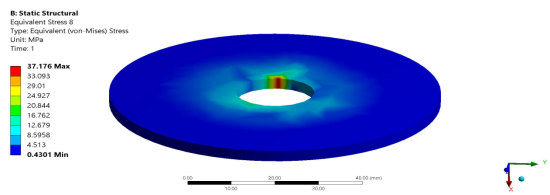 B: Static Structural
Equivalent Stress 8
Type: Equivalent (von-Mises) Stress
Unit: MPa
Time: 1
37.176 Max
33.093
29.01
24.927
20.844
16.762
12.679
8.5958
4.513
0.4301 Min
0.00 20.00 40.00 (mm)
10.00 30.00
Y
X